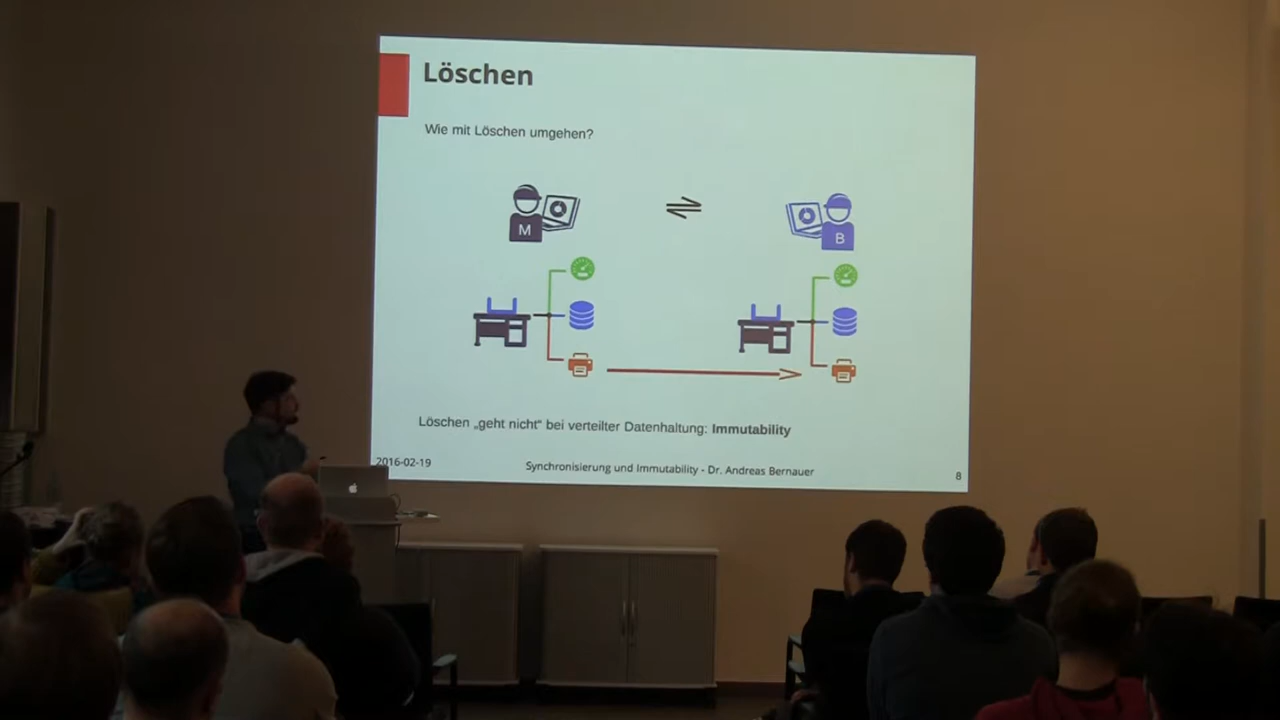 Löschen
Wie mit Löschen umgehen?
M
B
Löschen „geht nicht“ bei verteilter Datenhaltung: Immutability
2016-02-19
Synchronisierung und Immutability - Dr. Andreas Bernauer
8